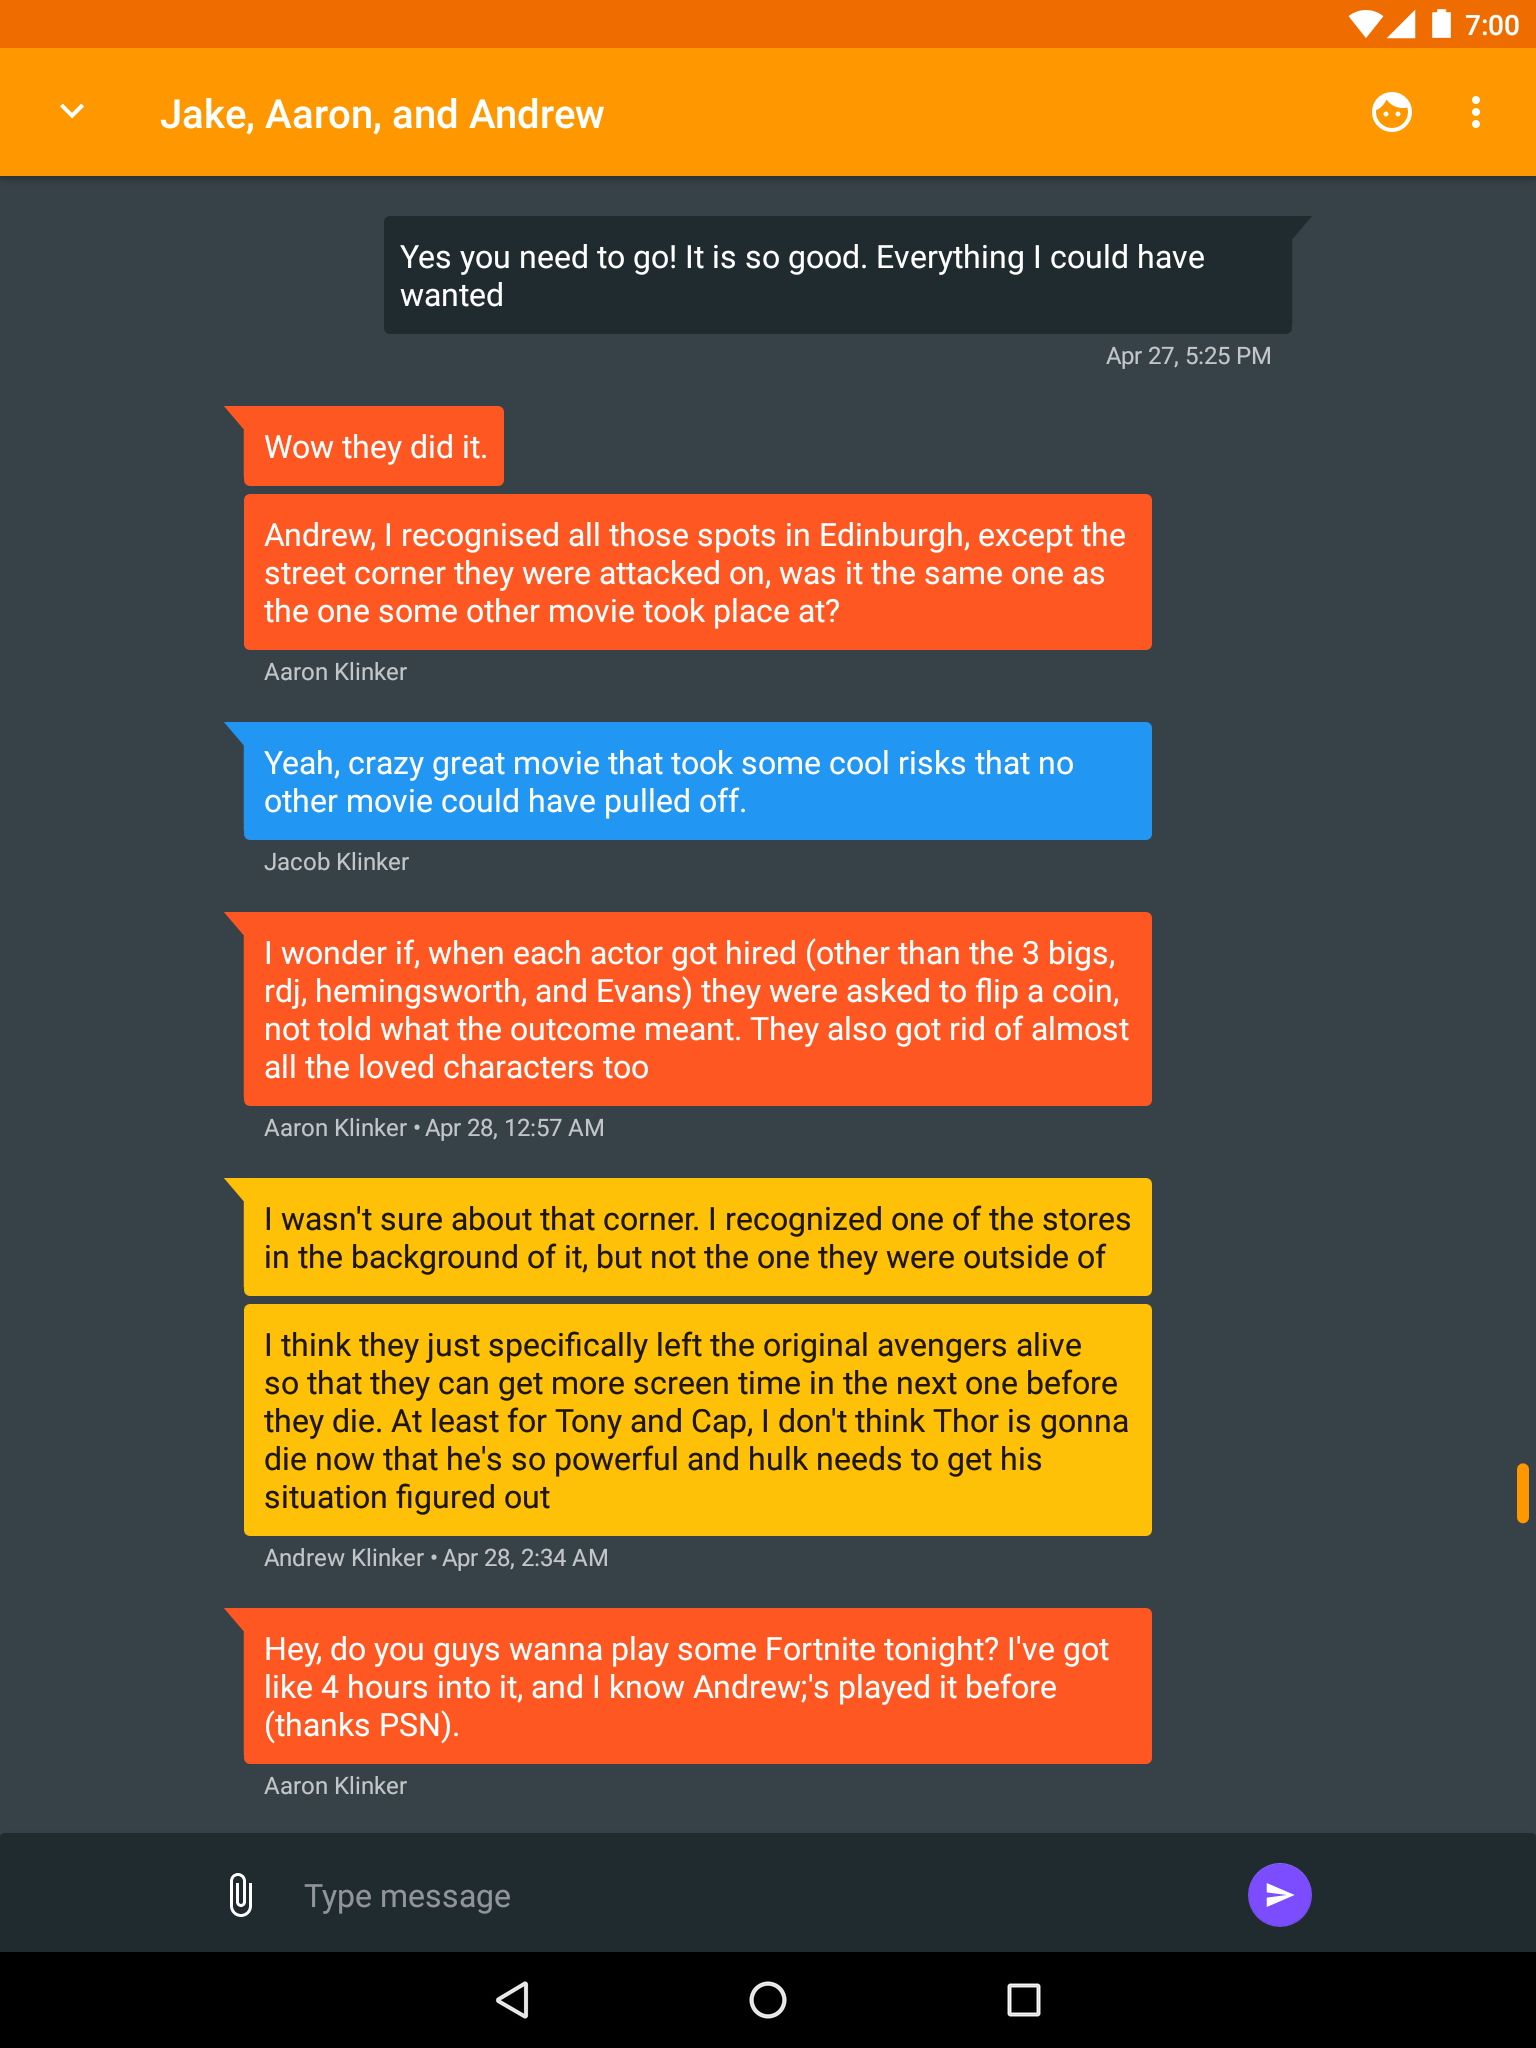 7:00
Jake, Aaron, and Andrew
Yes you need to go! It is so good. Everything I could have
wanted
Apr 27, 5:25 PM
Wow they did it.
Andrew, I recognised all those spots in Edinburgh, except the
street corner they were attacked on, was it the same one as
the one some other movie took place at?
Aaron Klinker
Yeah, crazy great movie that took some cool risks that no
other movie could have pulled off.
Jacob Klinker
I wonder if, when each actor got hired (other than the 3 bigs,
rdj, hemingsworth, and Evans) they were asked to flip a coin,
not told what the outcome meant. They also got rid of almost
all the loved characters too
Aaron Klinker • Apr 28, 12:57 AM
I wasn't sure about that corner. I recognized one of the stores
in the background of it, but not the one they were outside of
I think they just specifically left the original avengers alive
so that they can get more screen time in the next one before
they die. At least for Tony and Cap, I don't think Thor is gonna
die now that he's so powerful and hulk needs to get his
situation figured out
Andrew Klinker • Apr 28, 2:34 AM
Hey, do you guys wanna play some Fortnite tonight? I've got
like 4 hours into it, and I know Andrew;'s played it before
(thanks PSN).
Aaron Klinker
Type message